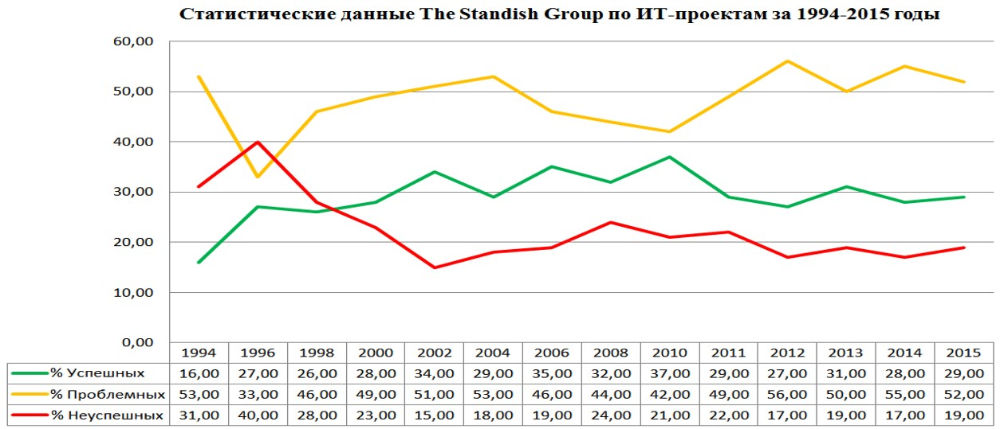 Статистические данные The Standish Group по ИТ-проектам за 1994-2015 годы
60,00
50,00
40,00
30,00
20,00
10,00
0,00
1994 1996 1998 2000 2002 2004 2006 2008 2010 2011 2012 2013 2014 2015
% Успешных 16,00 27,00 26,00 28,00 34,00 29,00 35,00 32,00 37,00 29,00 27,00 31,00 28,00 29,00
% Проблемных 53,00 33,00 46,00 49,00 51,00 53,00 46,00 44,00 42,00 49,00 56,00 50,00 55,00 52,00
% Неуспешных 31,00 40,00 28,00 23,00 15,00 18,00 19,00 24,00 21,00 22,00 17,00 19,00 17,00 19,00